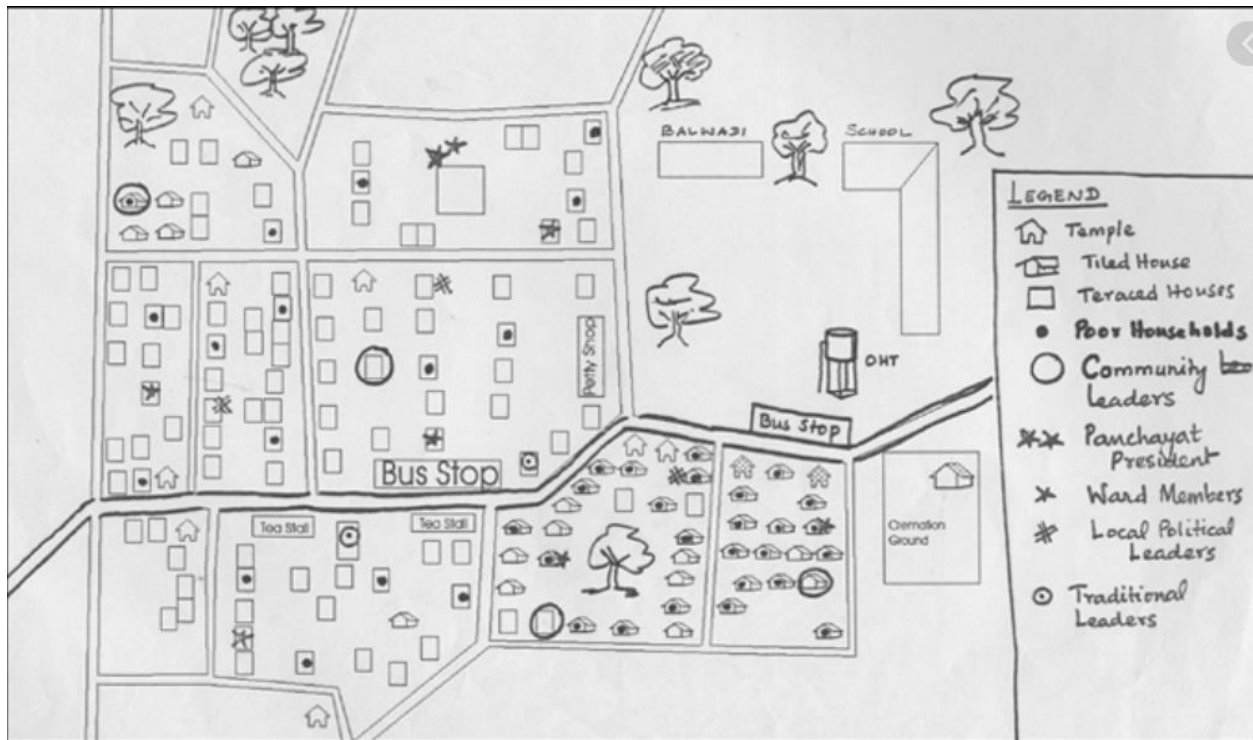 BALWADI
SCHOOL
Petty Shop
OHT
Bus Stop
Bus Stop
Tea Stall
Tea Stall
Cremation
Ground
LEGEND
Temple
Tiled House
Teraced Houses
Poor Households
Community
Leaders
Panchayat
President
Ward Members
Local Political
Leaders
Traditional
Leaders